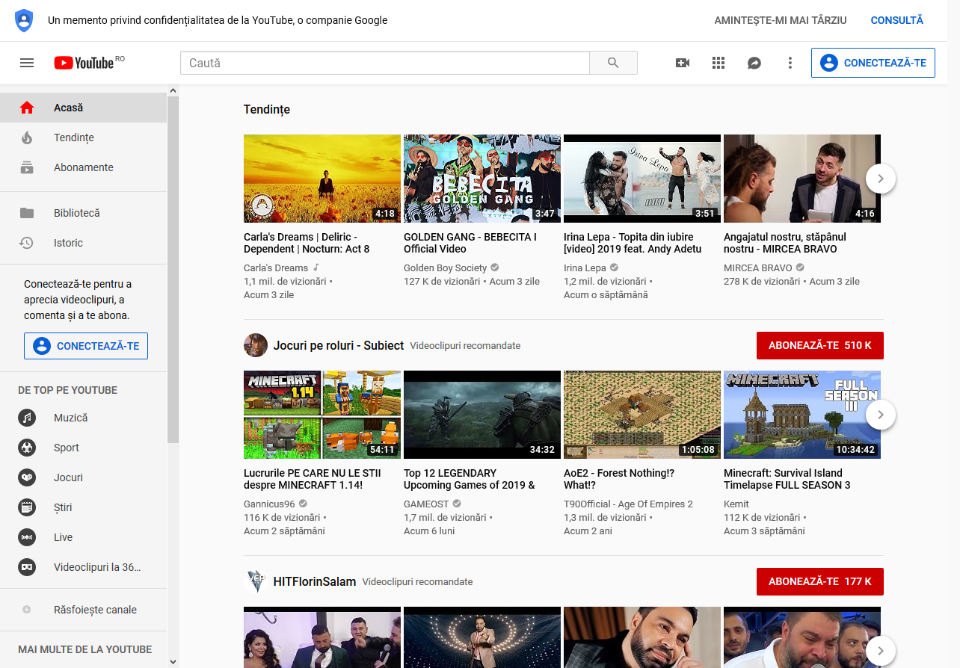 Un memento privind confidențialitatea de la YouTube, o companie Google
AMINTEȘTE-MI MAI TÂRZIU
CONSULTĂ
YouTube RO
Caută
CONECTEAZĂ-TE
Acasă
Tendințe
Abonamente
Bibliotecă
Istoric
Conectează-te pentru a
aprecia videoclipuri, a
comenta și a te abona.
CONECTEAZĂ-TE
DE TOP PE YOUTUBE
Muzică
Sport
Jocuri
Știri
Live
Videoclipuri la 36...
Răsfoiește canale
MAI MULTE DE LA YOUTUBE
Tendințe
4:18
BEBECITA
GOLDEN GANG
3:47
Irina Lepa
3:51
4:16
Carla's Dreams | Deliric -
Dependent | Nocturn: Act 8
Carla's Dreams
1,1 mil. de vizionări •
Acum 3 zile
GOLDEN GANG - BEBECITA I
Official Video
Golden Boy Society
127 K de vizionări • Acum 3 zile
Irina Lepa - Topita din iubire
[video] 2019 feat. Andy Adetu
Irina Lepa
1,2 mil. de vizionări •
Acum o săptămână
Angajatul nostru, stăpânul
nostru - MIRCEA BRAVO
MIRCEA BRAVO
278 K de vizionări • Acum 3 zile
Jocuri pe roluri - Subiect Videoclipuri recomandate
ABONEAZĂ-TE 510 K
MINECRAFT
1.14
54:11
34:32
1:05:08
MINECRAFT
FULL
SEASON
III
10:34:42
Lucrurile PE CARE NU LE STII
despre MINECRAFT 1.14!
Gannicus96
116 K de vizionări •
Acum 2 săptămâni
Top 12 LEGENDARY
Upcoming Games of 2019 &
GAMEOST
1,7 mil. de vizionări •
Acum 6 luni
AoE2 - Forest Nothing!?
What!?
T90Official - Age Of Empires 2
1,3 mil. de vizionări •
Acum 2 ani
Minecraft: Survival Island
Timelapse FULL SEASON 3
Kemit
112 K de vizionări •
Acum 3 săptămâni
HITFlorinSalam Videoclipuri recomandate
ABONEAZĂ-TE 177 K